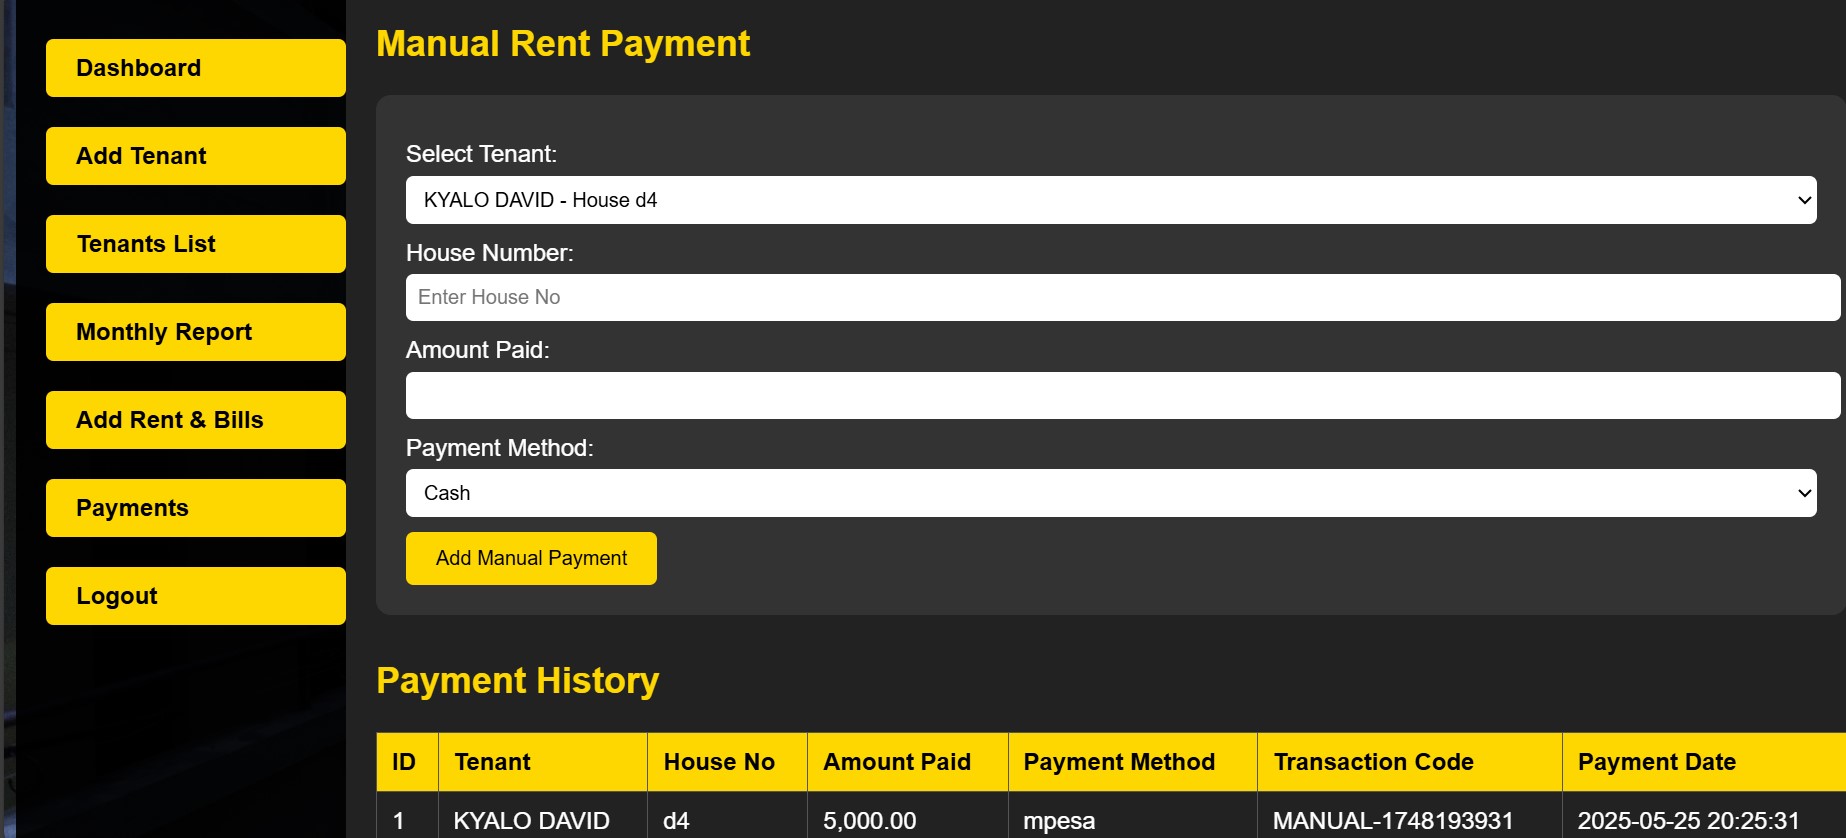 Dashboard
Add Tenant
Tenants List
Monthly Report
Add Rent & Bills
Payments
Logout
Manual Rent Payment
Select Tenant:
KYALO DAVID - House d4
House Number:
Enter House No
Amount Paid:
Payment Method:
Cash
Add Manual Payment
Payment History
ID Tenant House No Amount Paid Payment Method Transaction Code Payment Date
1 KYALO DAVID d4 5,000.00 mpesa MANUAL-1748193931 2025-05-25 20:25:31